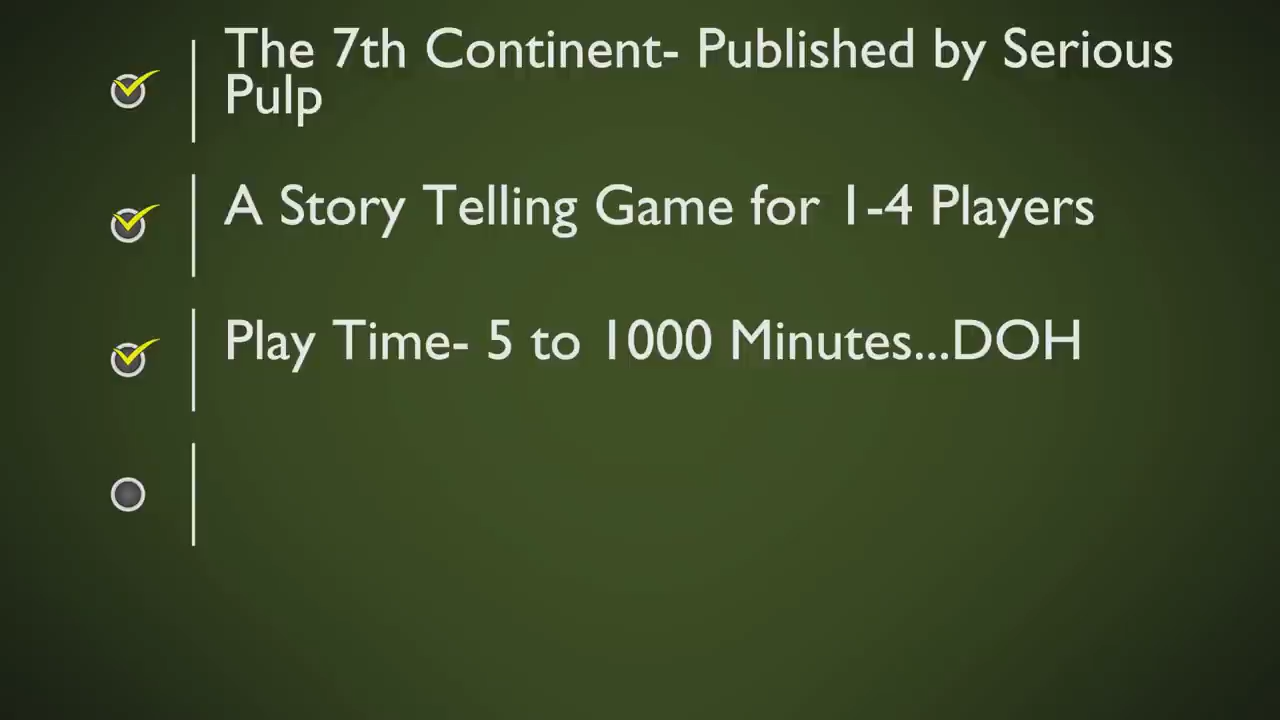 The 7th Continent- Published by Serious
Pulp
A Story Telling Game for 1-4 Players
Play Time- 5 to 1000 Minutes...DOH